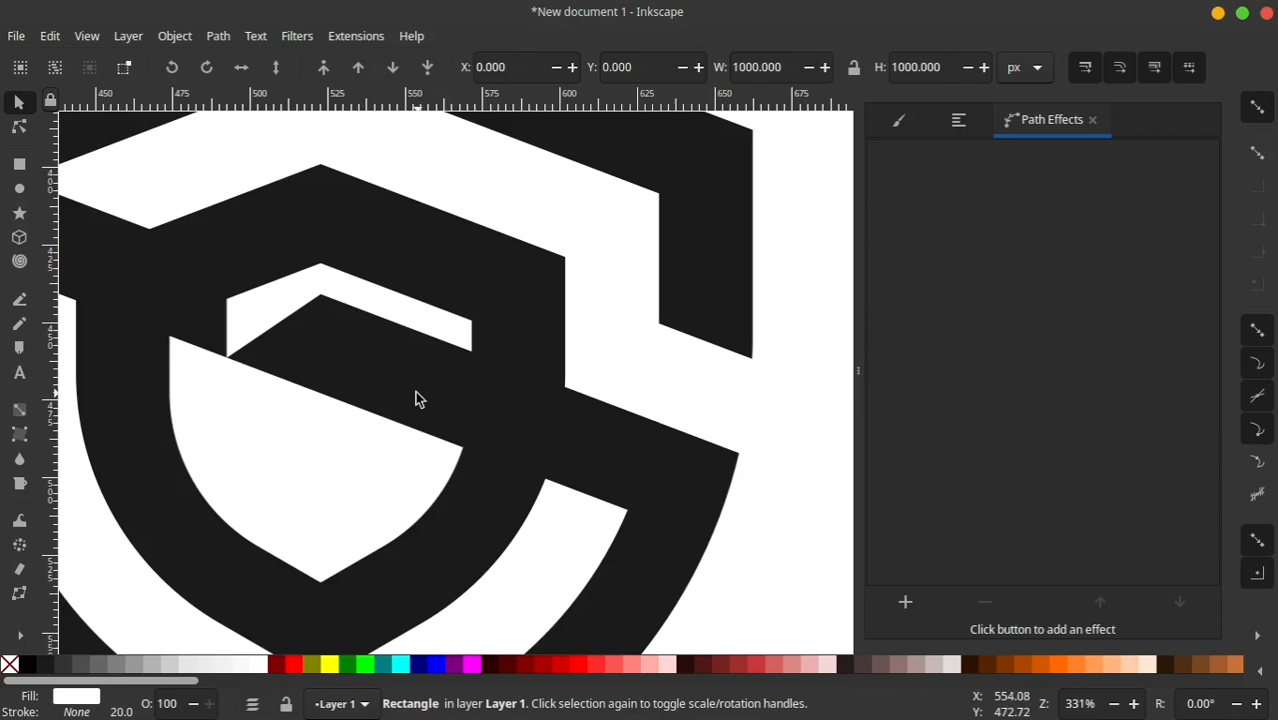 *New document 1 - Inkscape
File Edit View Layer Object Path Text Filters Extensions Help
X: 0.000 Y: 0.000 W: 1000.000 H: 1000.000 px
450 475 500 525 550 575 600 625 650 675
Path Effects
Click button to add an effect
Fill:
Stroke: None 20.0
O: 100
•Layer 1
Rectangle in layer Layer 1. Click selection again to toggle scale/rotation handles.
X: 554.08
Y: 472.72
Z: 331%
R: 0.00°